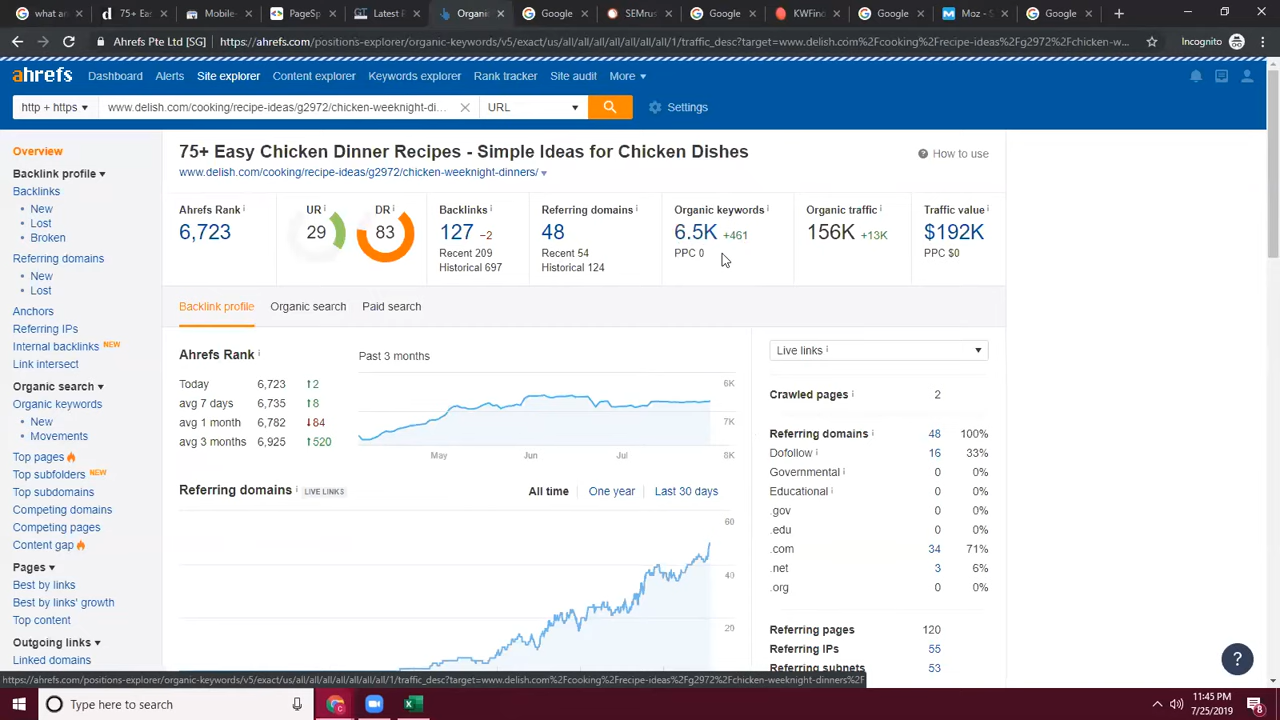 what an
75+ Eas
Mobile-
PageSp
Latest F
Organic
Google
SEMrus
Google
KWFin
Google
Moz - S
Google
Ahrefs Pte Ltd [SG]
https://ahrefs.com/positions-explorer/organic-keywords/v5/exact/us/all/all/all/all/all/all/1/traffic_desc?target=www.delish.com%2Fcooking%2Frecipe-ideas%2Fg2972%2Fchicken-w...
Incognito
ahrefs
Dashboard
Alerts
Site explorer
Content explorer
Keywords explorer
Rank tracker
Site audit
More
http + https
www.delish.com/cooking/recipe-ideas/g2972/chicken-weeknight-di...
URL
Settings
Overview
Backlink profile
Backlinks
New
Lost
Broken
Referring domains
New
Lost
Anchors
Referring IPs
Internal backlinks NEW
Link intersect
Organic search
Organic keywords
New
Movements
Top pages
Top subfolders NEW
Top subdomains
Competing domains
Competing pages
Content gap
Pages
Best by links
Best by links' growth
Top content
Outgoing links
Linked domains
75+ Easy Chicken Dinner Recipes - Simple Ideas for Chicken Dishes
How to use
www.delish.com/cooking/recipe-ideas/g2972/chicken-weeknight-dinners/
Ahrefs Rank
6,723
UR
29
DR
83
Backlinks
127 −2
Recent 209
Historical 697
Referring domains
48
Recent 54
Historical 124
Organic keywords
6.5K +461
PPC 0
Organic traffic
156K +13K
Traffic value
$192K
PPC $0
Backlink profile
Organic search
Paid search
Ahrefs Rank
Past 3 months
Today 6,723 ↑2
avg 7 days 6,735 ↑8
avg 1 month 6,782 ↓84
avg 3 months 6,925 ↑520
6K
7K
8K
May
Jun
Jul
Referring domains LIVE LINKS
All time
One year
Last 30 days
60
40
20
Live links
Crawled pages 2
Referring domains 48 100%
Dofollow 16 33%
Governmental 0 0%
Educational 0 0%
.gov 0 0%
.edu 0 0%
.com 34 71%
.net 3 6%
.org 0 0%
Referring pages 120
Referring IPs 55
Referring subnets 53
?
https://ahrefs.com/positions-explorer/organic-keywords/v5/exact/us/all/all/all/all/all/all/1/traffic_desc?target=www.delish.com%2Fcooking%2Frecipe-ideas%2Fg2972%2Fchicken-weeknight-dinners%2F
Type here to search
11:45 PM
7/25/2019
8